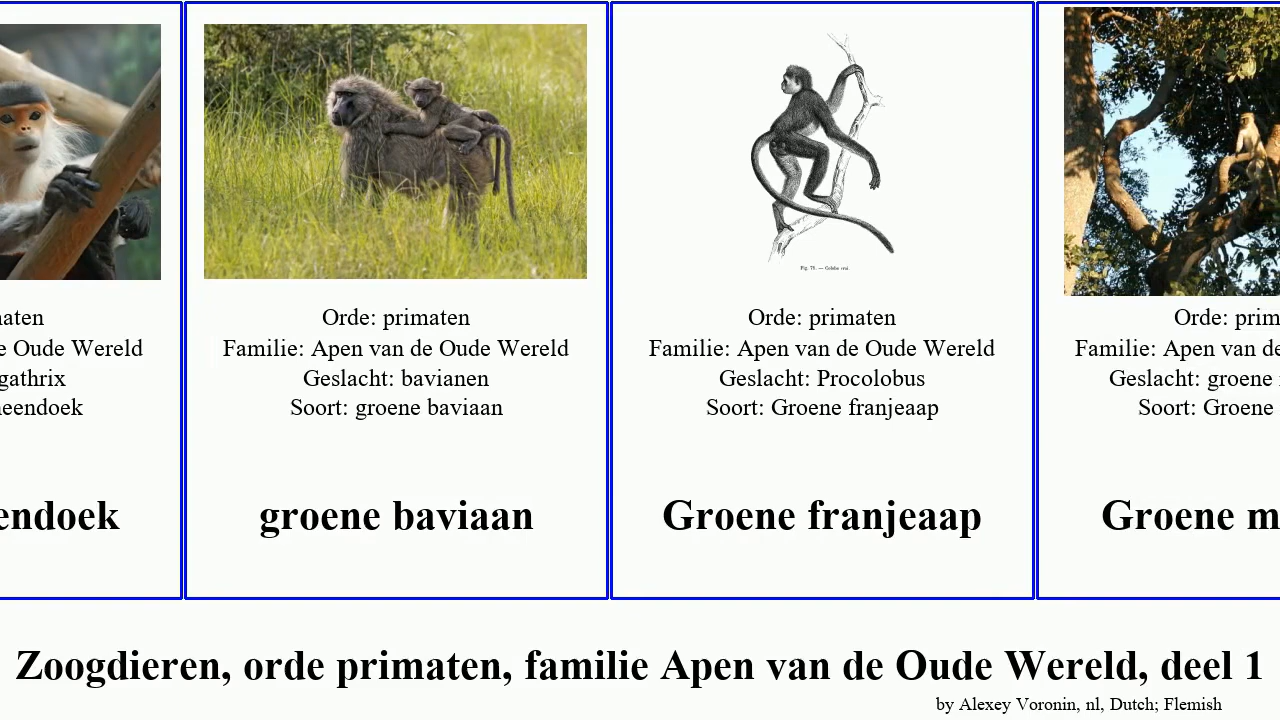 maten
e Oude Wereld
gathrix
eendoek
endoek
Orde: primaten
Familie: Apen van de Oude Wereld
Geslacht: bavianen
Soort: groene baviaan
groene baviaan
Orde: primaten
Familie: Apen van de Oude Wereld
Geslacht: Procolobus
Soort: Groene franjeaap
Groene franjeaap
Orde: prim
Familie: Apen van de
Geslacht: groene
Soort: Groene
Groene m
Zoogdieren, orde primaten, familie Apen van de Oude Wereld, deel 1
by Alexey Voronin, nl, Dutch; Flemish